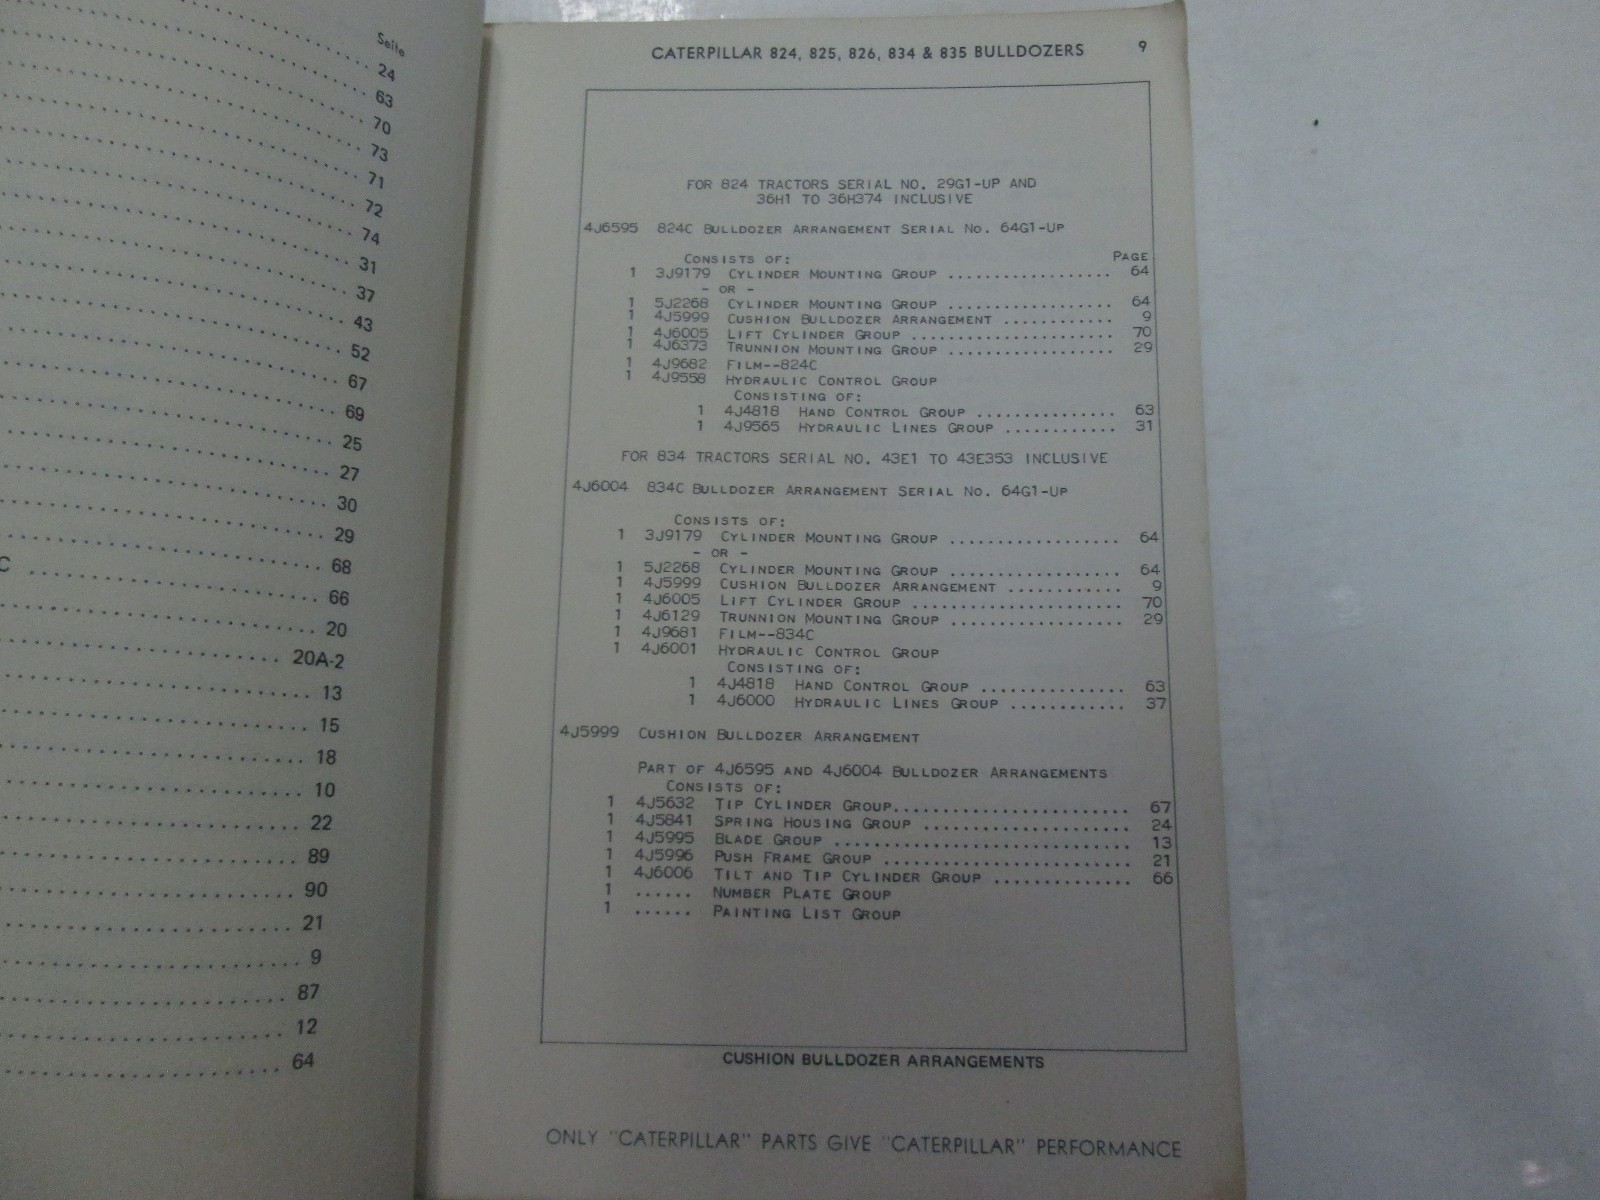 Seite
24
63
70
73
71
72
74
31
37
43
52
67
69
25
27
30
29
68
C 66
20
20A-2
13
15
18
10
22
89
90
21
9
87
12
64
CATERPILLAR 824, 825, 826, 834 & 835 BULLDOZERS 9
FOR 824 TRACTORS SERIAL NO. 29G1-UP AND
36H1 TO 36H374 INCLUSIVE
4J6595 824C BULLDOZER ARRANGEMENT SERIAL NO. 64G1-UP
CONSISTS OF: PAGE
1 3J9179 CYLINDER MOUNTING GROUP .................. 64
- OR -
1 5J2268 CYLINDER MOUNTING GROUP .................. 64
1 4J5999 CUSHION BULLDOZER ARRANGEMENT ............ 9
1 4J6005 LIFT CYLINDER GROUP ...................... 70
1 4J6373 TRUNNION MOUNTING GROUP .................. 29
1 4J9682 FILM--824C
1 4J9558 HYDRAULIC CONTROL GROUP
CONSISTING OF:
1 4J4818 HAND CONTROL GROUP ............... 63
1 4J9565 HYDRAULIC LINES GROUP ............ 31
FOR 834 TRACTORS SERIAL NO. 43E1 TO 43E353 INCLUSIVE
4J6004 834C BULLDOZER ARRANGEMENT SERIAL NO. 64G1-UP
CONSISTS OF:
1 3J9179 CYLINDER MOUNTING GROUP .................. 64
- OR -
1 5J2268 CYLINDER MOUNTING GROUP .................. 64
1 4J5999 CUSHION BULLDOZER ARRANGEMENT ............ 9
1 4J6005 LIFT CYLINDER GROUP ...................... 70
1 4J6129 TRUNNION MOUNTING GROUP .................. 29
1 4J9681 FILM--834C
1 4J6001 HYDRAULIC CONTROL GROUP
CONSISTING OF:
1 4J4818 HAND CONTROL GROUP ............... 63
1 4J6000 HYDRAULIC LINES GROUP ............ 37
4J5999 CUSHION BULLDOZER ARRANGEMENT
PART OF 4J6595 AND 4J6004 BULLDOZER ARRANGEMENTS
CONSISTS OF:
1 4J5632 TIP CYLINDER GROUP........................ 67
1 4J5841 SPRING HOUSING GROUP ..................... 24
1 4J5995 BLADE GROUP .............................. 13
1 4J5996 PUSH FRAME GROUP ......................... 21
1 4J6006 TILT AND TIP CYLINDER GROUP .............. 66
1 ...... NUMBER PLATE GROUP
1 ...... PAINTING LIST GROUP
CUSHION BULLDOZER ARRANGEMENTS
ONLY "CATERPILLAR" PARTS GIVE "CATERPILLAR" PERFORMANCE